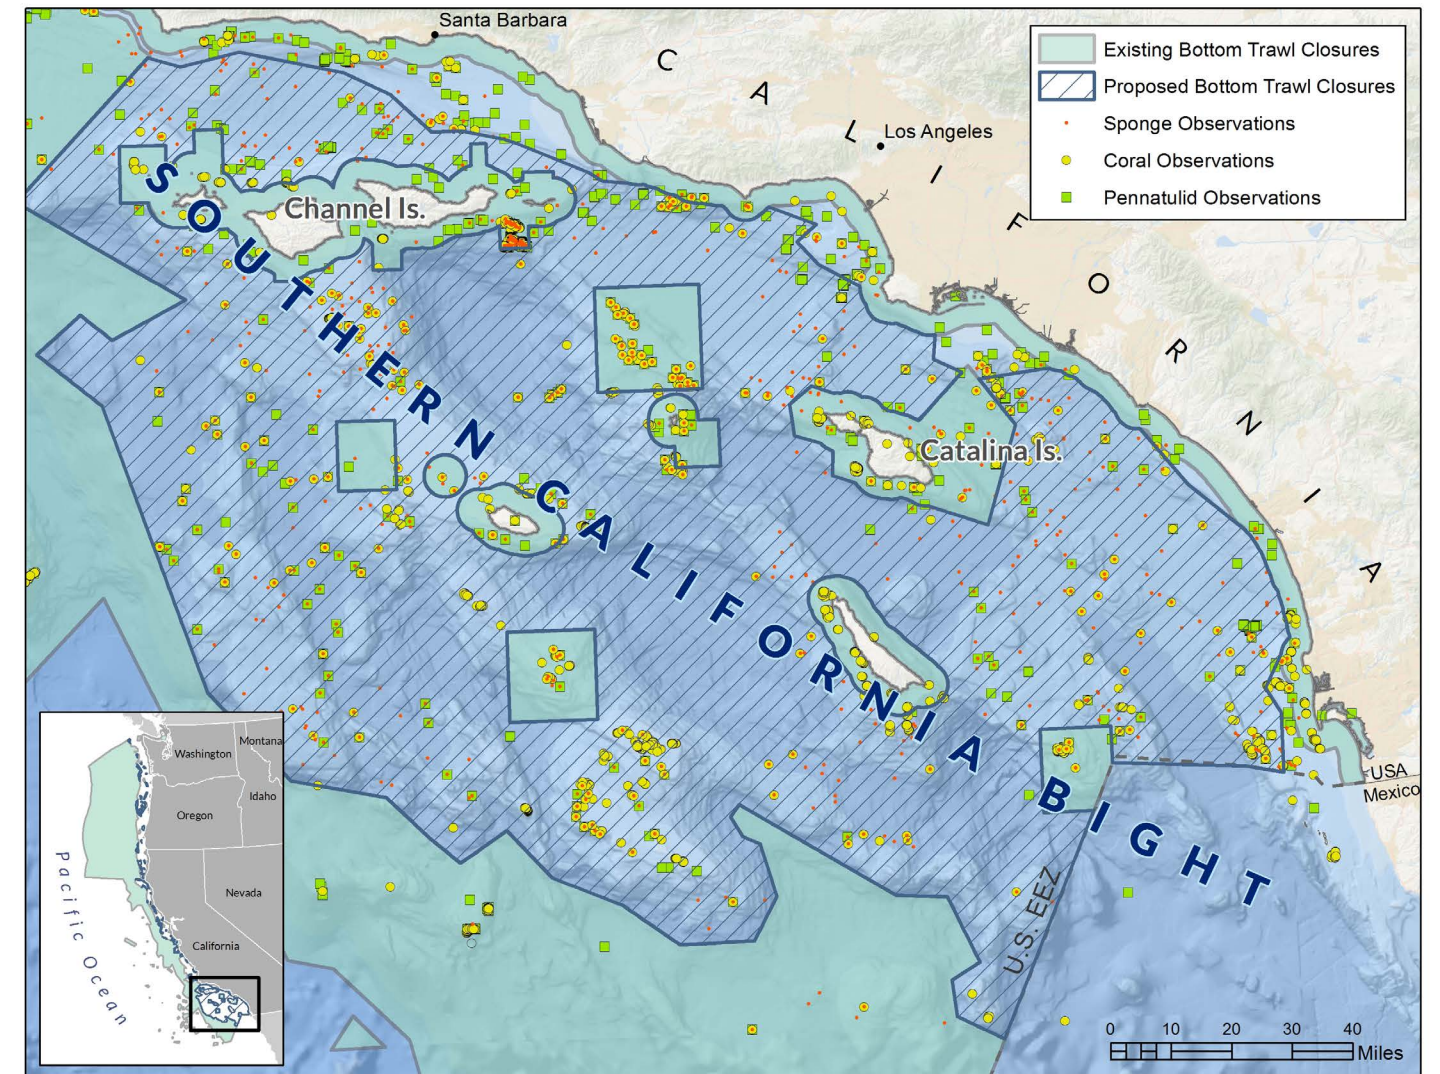 Santa Barbara
Existing Bottom Trawl Closures
Proposed Bottom Trawl Closures
Sponge Observations
Coral Observations
Pennatulid Observations
CALIFORNIA
Los Angeles
Channel Is.
Catalina Is.
SOUTHERN CALIFORNIA BIGHT
USA
Mexico
U.S. EEZ
Washington
Montana
Oregon
Idaho
Nevada
California
Pacific Ocean
0 10 20 30 40
Miles